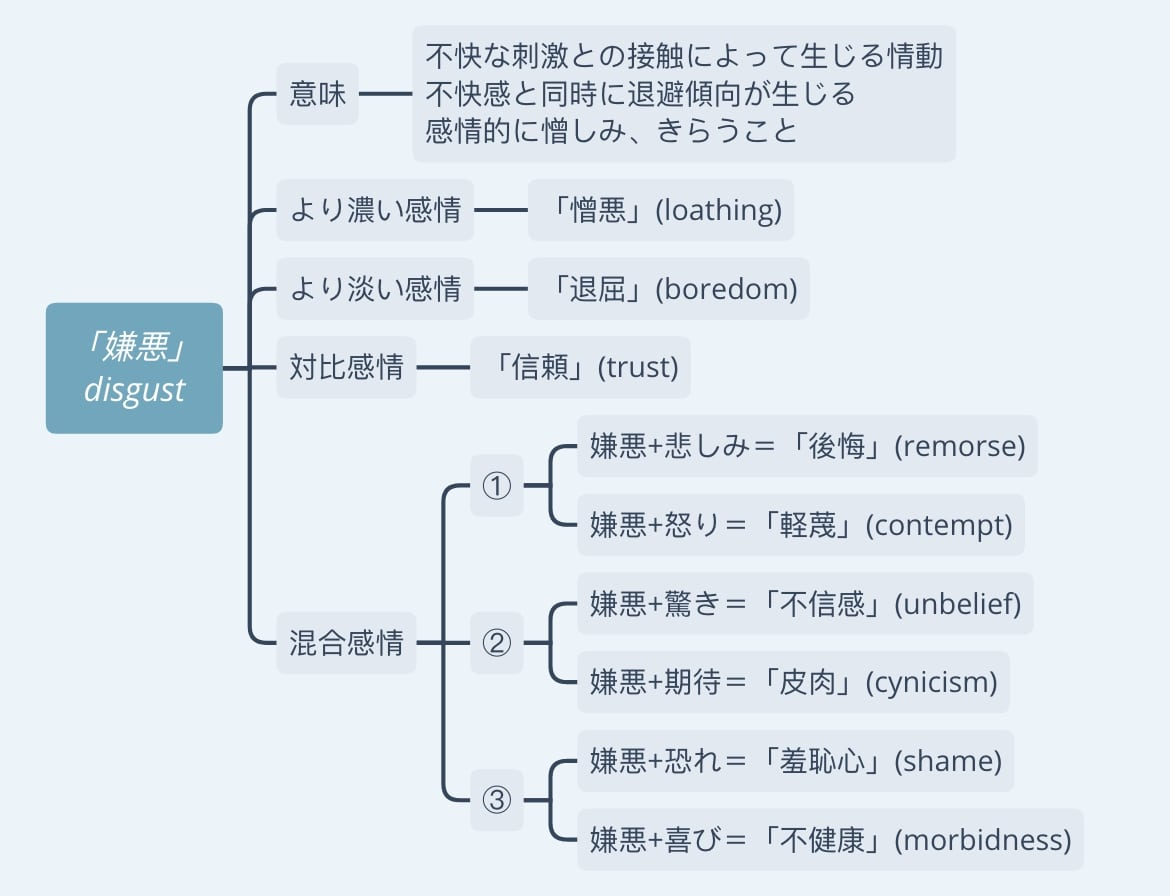 「嫌悪」
disgust
意味
不快な刺激との接触によって生じる情動
不快感と同時に退避傾向が生じる
感情的に憎しみ、きらうこと
より濃い感情
「憎悪」(loathing)
より淡い感情
「退屈」(boredom)
対比感情
「信頼」(trust)
混合感情
①
嫌悪+悲しみ＝「後悔」(remorse)
嫌悪+怒り＝「軽蔑」(contempt)
②
嫌悪+驚き＝「不信感」(unbelief)
嫌悪+期待＝「皮肉」(cynicism)
③
嫌悪+恐れ＝「羞恥心」(shame)
嫌悪+喜び＝「不健康」(morbidness)